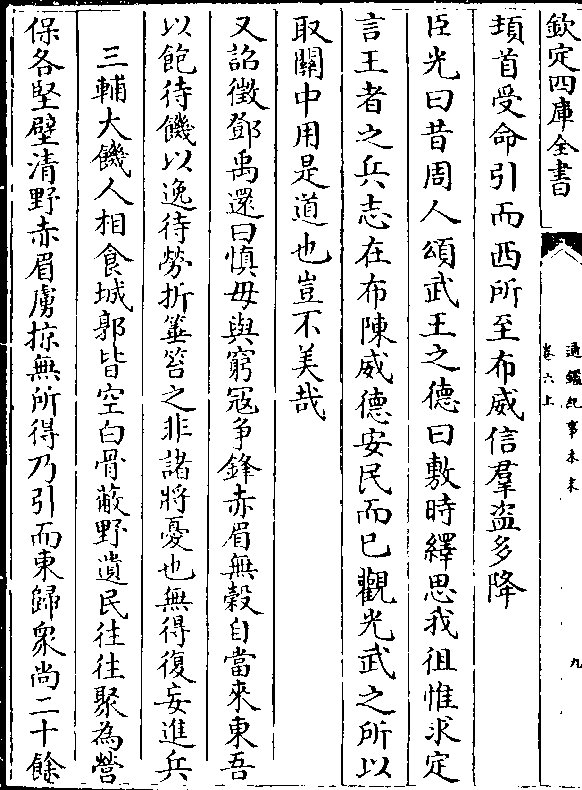 欽定四庫全書
通鑑紀事本末
卷六上
九
頓首受命引而西所至布威信羣盜多降
臣光曰昔周人頌武王之德曰敷時繹思我徂惟求定
言王者之兵志在布陳威德安民而已觀光武之所以
取關中用是道也豈不美哉
又詔徵鄧禹還曰慎毋與窮寇爭鋒赤眉無糓自當來東吾
以飽待饑以逸待勞折箠笞之非諸將憂也無得復妄進兵
三輔大饑人相食城郭皆空白骨蔽野遺民往往聚為營
保各堅壁清野赤眉虜掠無所得乃引而東歸衆尚二十餘